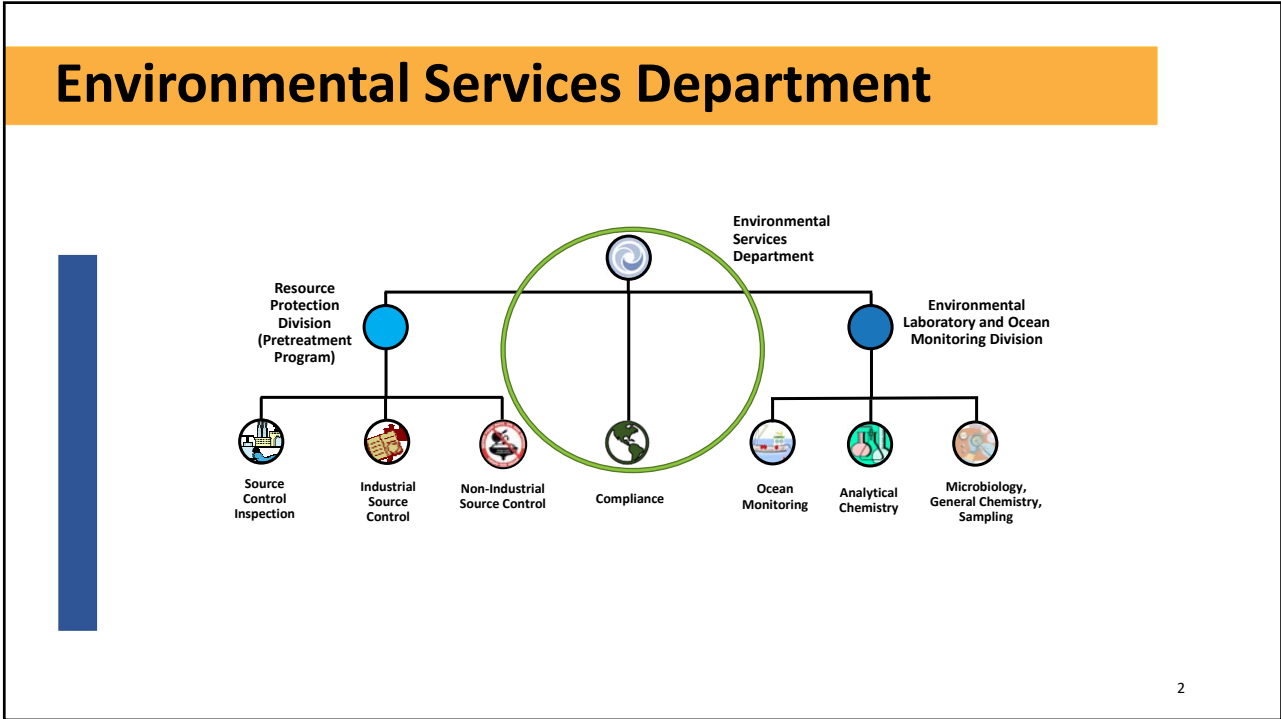 Environmental Services Department
Environmental
Services
Department
Resource
Protection
Division
(Pretreatment
Program)
Environmental
Laboratory and Ocean
Monitoring Division
Source
Control
Inspection
Industrial
Source
Control
Non-Industrial
Source Control
Compliance
Ocean
Monitoring
Analytical
Chemistry
Microbiology,
General Chemistry,
Sampling
2